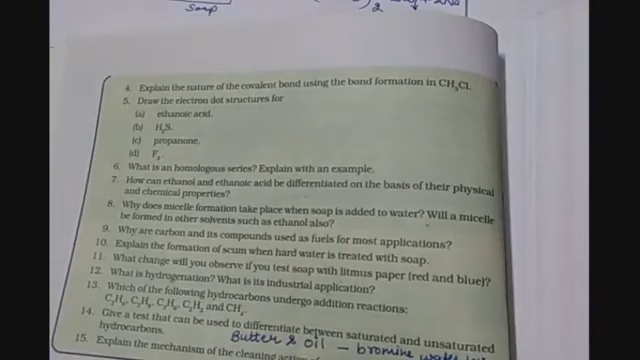 Soap
4. Explain the nature of the covalent bond using the bond formation in CH₃Cl.
5. Draw the electron dot structures for
(a) ethanoic acid.
(b) H₂S.
(c) propanone.
(d) F₂.
6. What is an homologous series? Explain with an example.
7. How can ethanol and ethanoic acid be differentiated on the basis of their physical
and chemical properties?
8. Why does micelle formation take place when soap is added to water? Will a micelle
be formed in other solvents such as ethanol also?
9. Why are carbon and its compounds used as fuels for most applications?
10. Explain the formation of scum when hard water is treated with soap.
11. What change will you observe if you test soap with litmus paper (red and blue)?
12. What is hydrogenation? What is its industrial application?
13. Which of the following hydrocarbons undergo addition reactions:
C₂H₆, C₃H₈, C₃H₆, C₂H₂ and CH₄.
14. Give a test that can be used to differentiate between saturated and unsaturated
hydrocarbons.
Butter & oil – bromine water
15. Explain the mechanism of the cleaning